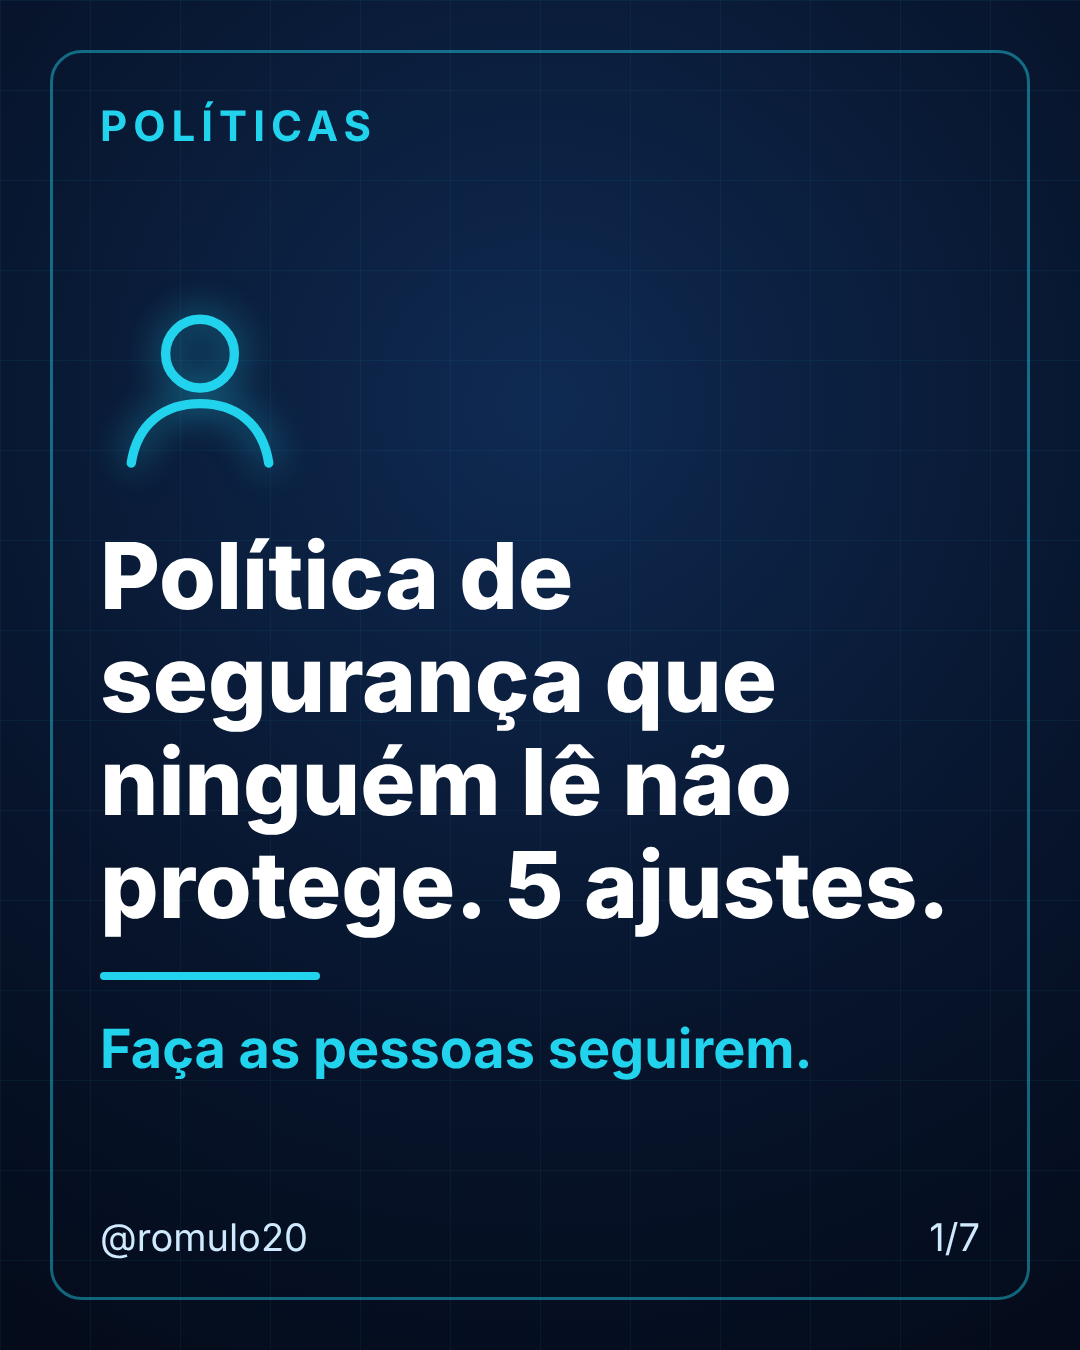 POLÍTICAS
Política de
segurança que
ninguém lê não
protege. 5 ajustes.
Faça as pessoas seguirem.
@romulo20
1/7